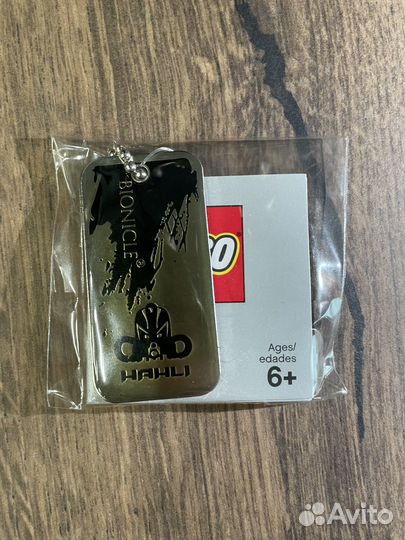 BIONICLE®
HAHLI
Ages/
edades
6+
Avito